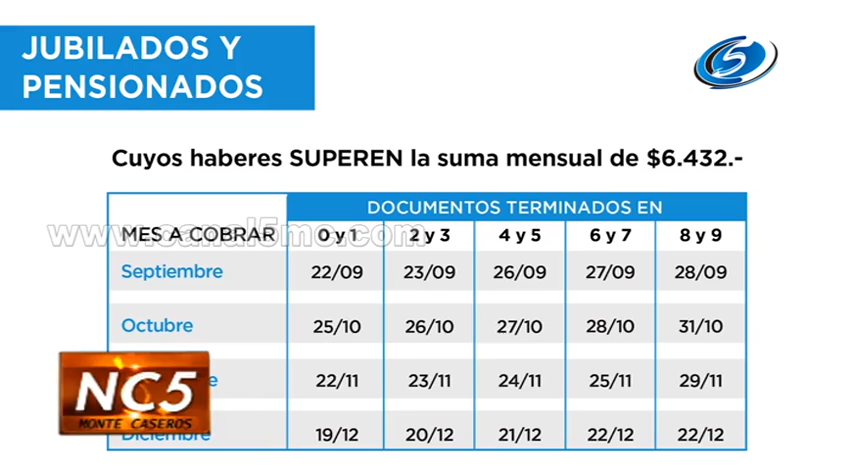 JUBILADOS Y
PENSIONADOS
5
Cuyos haberes SUPEREN la suma mensual de $6.432.-
DOCUMENTOS TERMINADOS EN
MES A COBRAR 0 y 1 2 y 3 4 y 5 6 y 7 8 y 9
www.canal5mc.com
Septiembre 22/09 23/09 26/09 27/09 28/09
Octubre 25/10 26/10 27/10 28/10 31/10
22/11 23/11 24/11 25/11 29/11
NC5
MONTE CASEROS
Diciembre 19/12 20/12 21/12 22/12 22/12